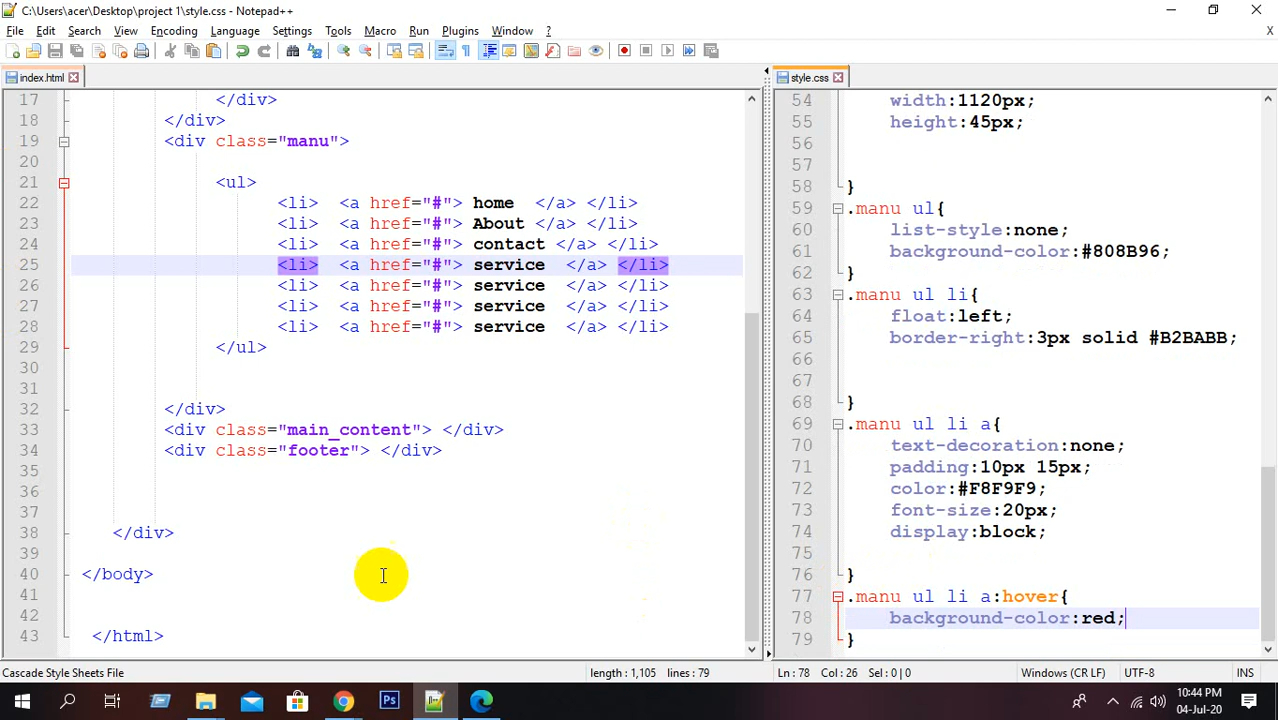 C:\Users\acer\Desktop\project 1\style.css - Notepad++
File Edit Search View Encoding Language Settings Tools Macro Run Plugins Window ?
X
index.html
17 </div>
18 </div>
19 <div class="manu">
20
21 <ul>
22 <li> <a href="#"> home </a> </li>
23 <li> <a href="#"> About </a> </li>
24 <li> <a href="#"> contact </a> </li>
25 <li> <a href="#"> service </a> </li>
26 <li> <a href="#"> service </a> </li>
27 <li> <a href="#"> service </a> </li>
28 <li> <a href="#"> service </a> </li>
29 </ul>
30
31
32 </div>
33 <div class="main_content"> </div>
34 <div class="footer"> </div>
35
36
37
38 </div>
39
40 </body>
41
42
43 </html>
style.css
54 width:1120px;
55 height:45px;
56
57
58 }
59 .manu ul{
60 list-style:none;
61 background-color:#808B96;
62 }
63 .manu ul li{
64 float:left;
65 border-right:3px solid #B2BABB;
66
67
68 }
69 .manu ul li a{
70 text-decoration:none;
71 padding:10px 15px;
72 color:#F8F9F9;
73 font-size:20px;
74 display:block;
75
76 }
77 .manu ul li a:hover{
78 background-color:red;
79 }
Cascade Style Sheets File length : 1,105 lines : 79 Ln : 78 Col : 26 Sel : 0 | 0 Windows (CR LF) UTF-8 INS
Ps
10:44 PM
04-Jul-20